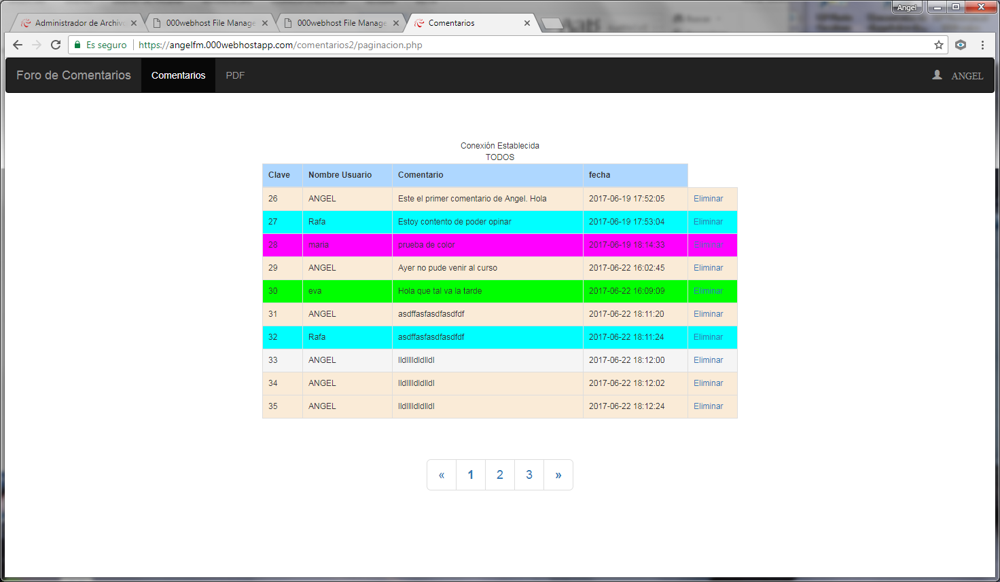 Angel
Administrador de Archiv
000webhost File Manage
000webhost File Manage
Comentarios
Es seguro https://angelfm.000webhostapp.com/comentarios2/paginacion.php
Foro de Comentarios Comentarios PDF ANGEL
Conexión Establecida
TODOS
Clave Nombre Usuario Comentario fecha
26 ANGEL Este el primer comentario de Angel. Hola 2017-06-19 17:52:05 Eliminar
27 Rafa Estoy contento de poder opinar 2017-06-19 17:53:04 Eliminar
28 maria prueba de color 2017-06-19 18:14:33 Eliminar
29 ANGEL Ayer no pude venir al curso 2017-06-22 16:02:45 Eliminar
30 eva Hola que tal va la tarde 2017-06-22 16:09:09 Eliminar
31 ANGEL asdffasfasdfasdfdf 2017-06-22 18:11:20 Eliminar
32 Rafa asdffasfasdfasdfdf 2017-06-22 18:11:24 Eliminar
33 ANGEL lldllldldlldl 2017-06-22 18:12:00 Eliminar
34 ANGEL lldllldldlldl 2017-06-22 18:12:02 Eliminar
35 ANGEL lldllldldlldl 2017-06-22 18:12:24 Eliminar
« 1 2 3 »